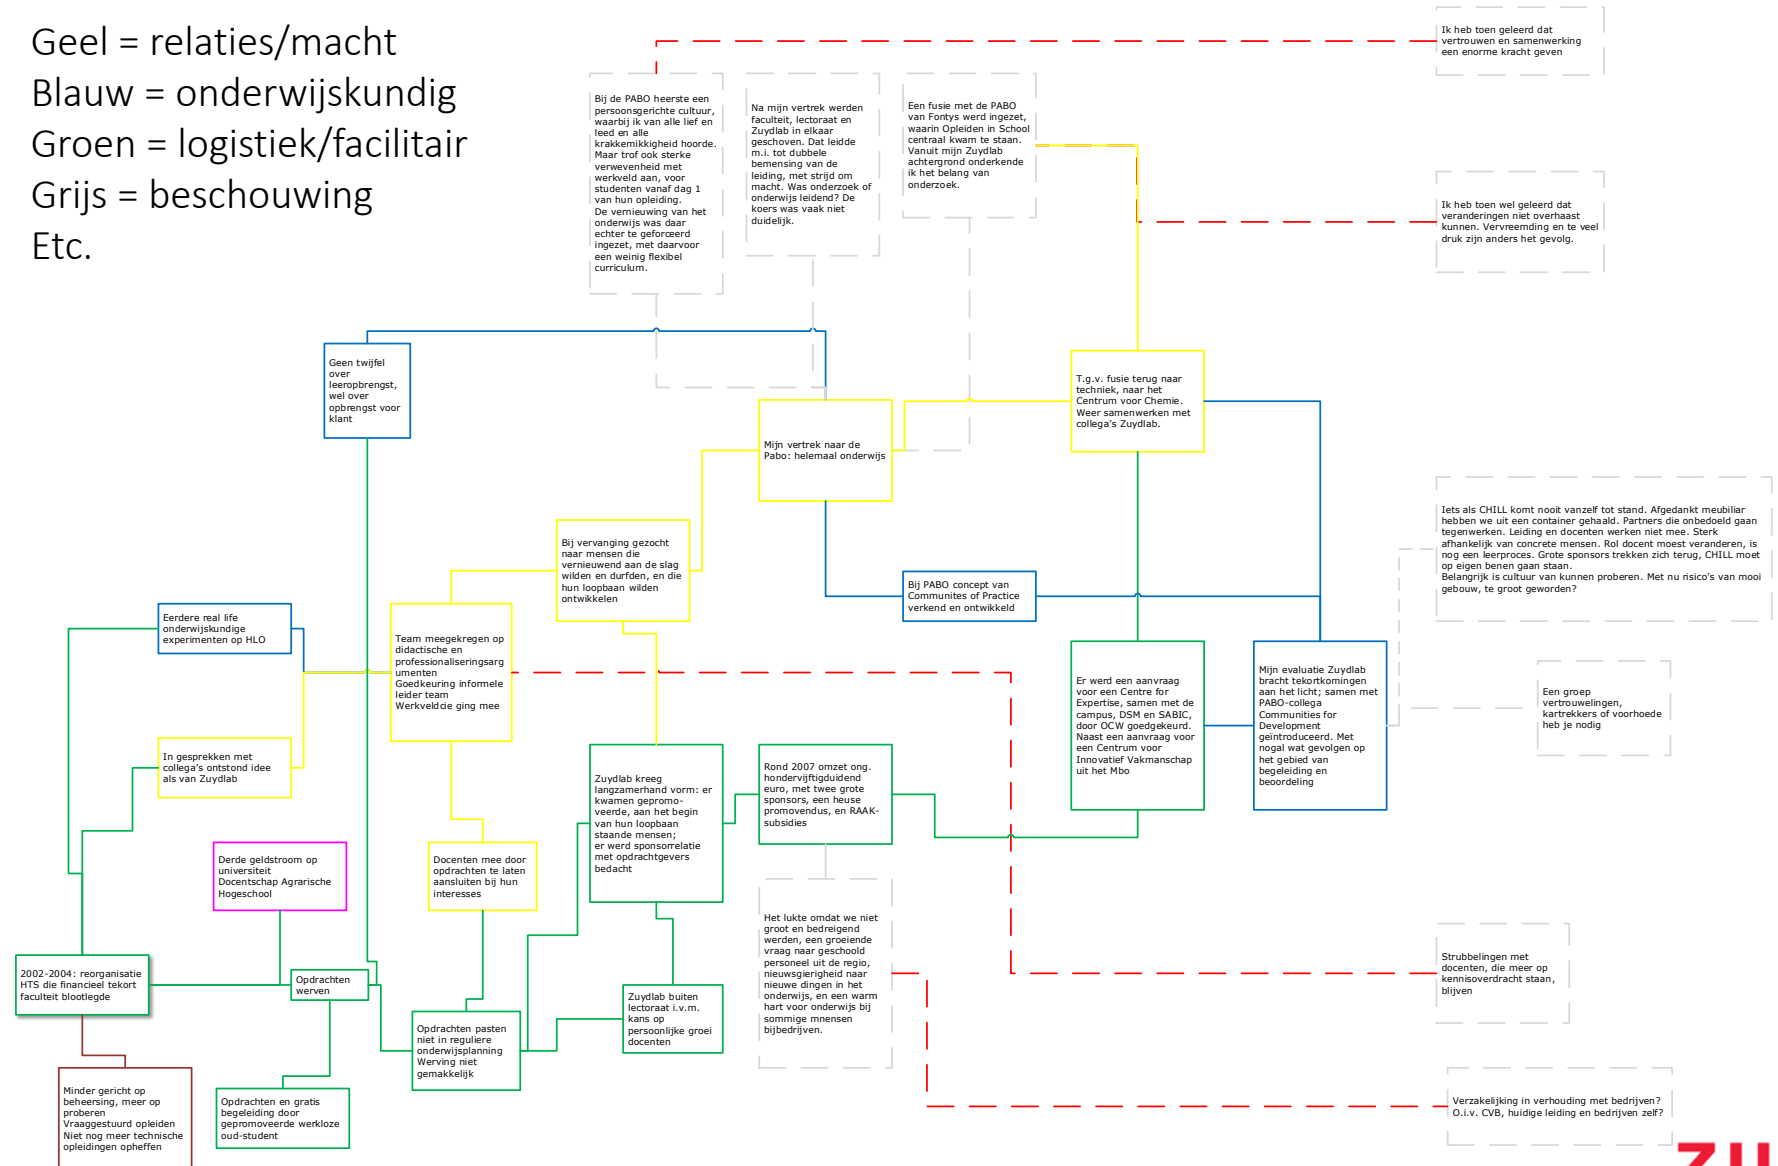 Geel = relaties/macht
Blauw = onderwijskundig
Groen = logistiek/facilitair
Grijs = beschouwing
Etc.
Ik heb toen geleerd dat
vertrouwen en samenwerking
een enorme kracht geven
Bij de PABO heerste een
persoonsgerichte cultuur,
waarbij ik van alle lief en
leed en alle
krakkemikkigheid hoorde.
Maar trof ook sterke
verwevenheid met
werkveld aan, voor
studenten vanaf dag 1
van hun opleiding.
De vernieuwing van het
onderwijs was daar
echter te geforceerd
ingezet, met daarvoor
een weinig flexibel
curriculum.
Na mijn vertrek werden
faculteit, lectoraat en
Zuydlab in elkaar
geschoven. Dat leidde
m.i. tot dubbele
bemensing van de
leiding, met strijd om
macht. Was onderzoek of
onderwijs leidend? De
koers was vaak niet
duidelijk.
Een fusie met de PABO
van Fontys werd ingezet,
waarin Opleiden in School
centraal kwam te staan.
Vanuit mijn Zuydlab
achtergrond onderkende
ik het belang van
onderzoek.
Ik heb toen wel geleerd dat
veranderingen niet overhaast
kunnen. Vervreemding en te veel
druk zijn anders het gevolg.
Geen twijfel
over
leeropbrengst,
wel over
opbrengst voor
klant
T.g.v. fusie terug naar
techniek, naar het
Centrum voor Chemie.
Weer samenwerken met
collega's Zuydlab.
Mijn vertrek naar de
Pabo: helemaal onderwijs
Iets als CHILL komt nooit vanzelf tot stand. Afgedankt meubiliar
hebben we uit een container gehaald. Partners die onbedoeld gaan
tegenwerken. Leiding en docenten werken niet mee. Sterk
afhankelijk van concrete mensen. Rol docent moest veranderen, is
nog een leerproces. Grote sponsors trekken zich terug, CHILL moet
op eigen benen gaan staan.
Belangrijk is cultuur van kunnen proberen. Met nu risico's van mooi
gebouw, te groot geworden?
Bij vervanging gezocht
naar mensen die
vernieuwend aan de slag
wilden en durfden, en die
hun loopbaan wilden
ontwikkelen
Bij PABO concept van
Communites of Practice
verkend en ontwikkeld
Eerdere real life
onderwijskundige
experimenten op HLO
Team meegekregen op
didactische en
professionaliseringsarg
umenten
Goedkeuring informele
leider team
Werkveldcie ging mee
Er werd een aanvraag
voor een Centre for
Expertise, samen met de
campus, DSM en SABIC,
door OCW goedgekeurd.
Naast een aanvraag voor
een Centrum voor
Innovatief Vakmanschap
uit het Mbo
Mijn evaluatie Zuydlab
bracht tekortkomingen
aan het licht; samen met
PABO-collega
Communities for
Development
geïntroduceerd. Met
nogal wat gevolgen op
het gebied van
begeleiding en
beoordeling
Een groep
vertrouwelingen,
kartrekkers of voorhoede
heb je nodig
In gesprekken met
collega's ontstond idee
als van Zuydlab
Zuydlab kreeg
langzamerhand vorm: er
kwamen gepromo-
veerde, aan het begin
van hun loopbaan
staande mensen;
er werd sponsorrelatie
met opdrachtgevers
bedacht
Rond 2007 omzet ong.
hondervijftigduidend
euro, met twee grote
sponsors, een heuse
promovendus, en RAAK-
subsidies
Derde geldstroom op
universiteit
Docentschap Agrarische
Hogeschool
Docenten mee door
opdrachten te laten
aansluiten bij hun
interesses
Het lukte omdat we niet
groot en bedreigend
werden, een groeiende
vraag naar geschoold
personeel uit de regio,
nieuwsgierigheid naar
nieuwe dingen in het
onderwijs, en een warm
hart voor onderwijs bij
sommige mnensen
bijbedrijven.
Strubbelingen met
docenten, die meer op
kennisoverdracht staan,
blijven
2002-2004: reorganisatie
HTS die financieel tekort
faculteit blootlegde
Opdrachten
werven
Zuydlab buiten
lectoraat i.v.m.
kans op
persoonlijke groei
docenten
Opdrachten pasten
niet in reguliere
onderwijsplanning
Werving niet
gemakkelijk
Minder gericht op
beheersing, meer op
proberen
Vraaggestuurd opleiden
Niet nog meer technische
opleidingen opheffen
Opdrachten en gratis
begeleiding door
gepromoveerde werkloze
oud-student
Verzakelijking in verhouding met bedrijven?
O.i.v. CVB, huidige leiding en bedrijven zelf?